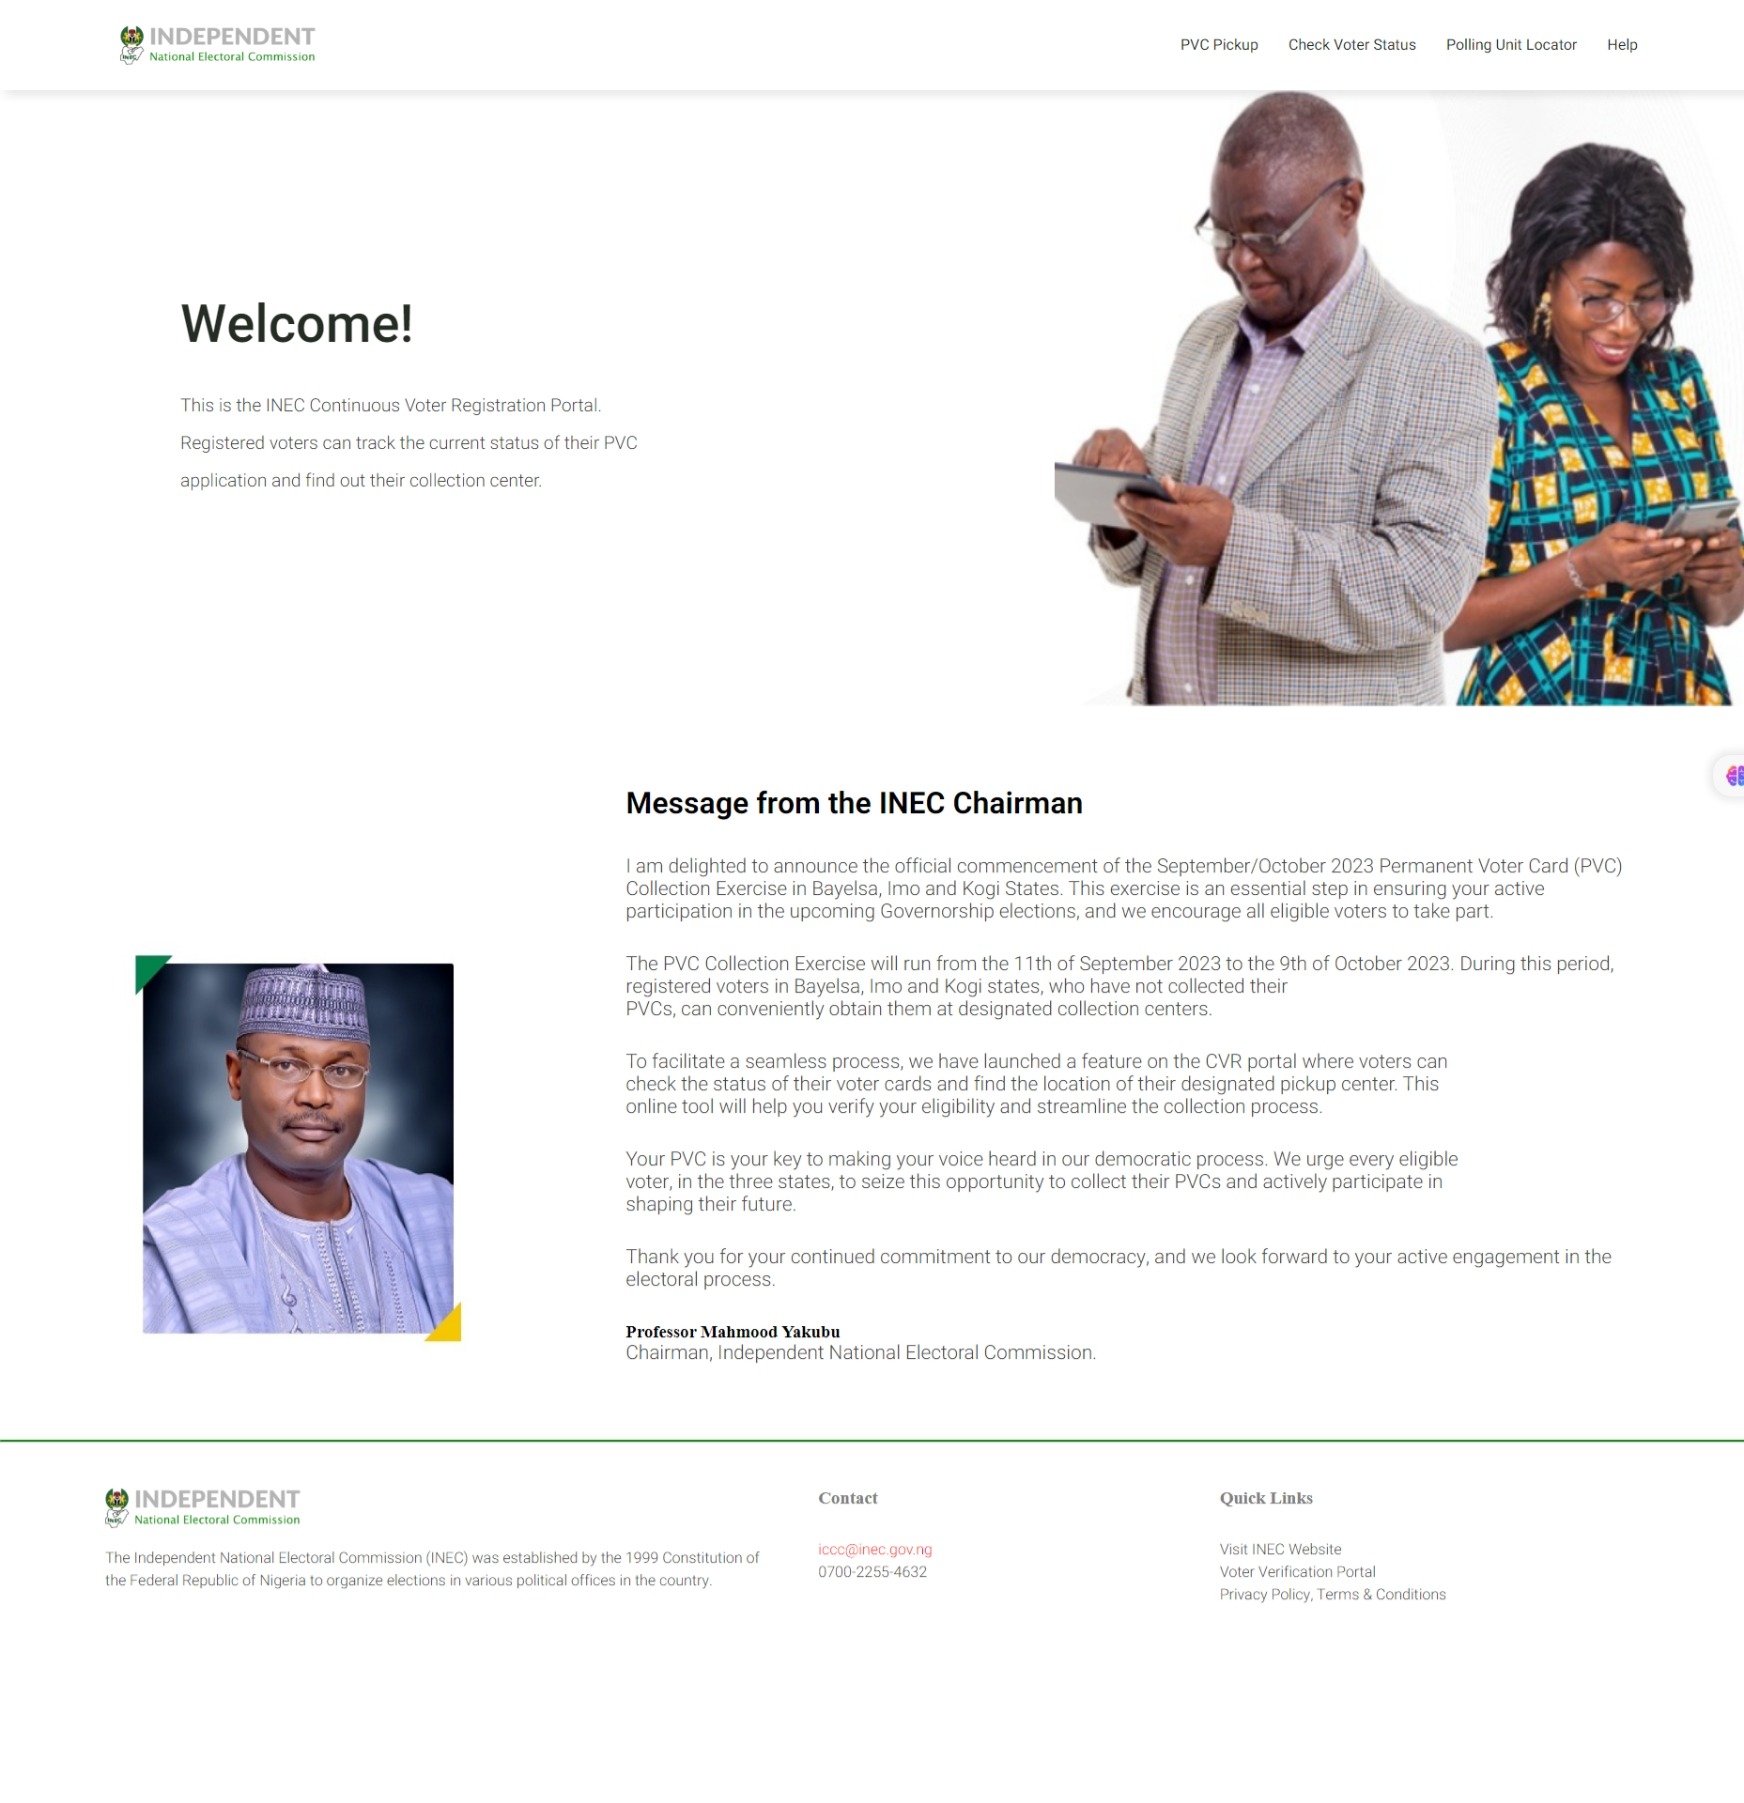 INDEPENDENT
National Electoral Commission
PVC Pickup
Check Voter Status
Polling Unit Locator
Help
Welcome!
This is the INEC Continuous Voter Registration Portal.
Registered voters can track the current status of their PVC
application and find out their collection center.
Message from the INEC Chairman
I am delighted to announce the official commencement of the September/October 2023 Permanent Voter Card (PVC)
Collection Exercise in Bayelsa, Imo and Kogi States. This exercise is an essential step in ensuring your active
participation in the upcoming Governorship elections, and we encourage all eligible voters to take part.
The PVC Collection Exercise will run from the 11th of September 2023 to the 9th of October 2023. During this period,
registered voters in Bayelsa, Imo and Kogi states, who have not collected their
PVCs, can conveniently obtain them at designated collection centers.
To facilitate a seamless process, we have launched a feature on the CVR portal where voters can
check the status of their voter cards and find the location of their designated pickup center. This
online tool will help you verify your eligibility and streamline the collection process.
Your PVC is your key to making your voice heard in our democratic process. We urge every eligible
voter, in the three states, to seize this opportunity to collect their PVCs and actively participate in
shaping their future.
Thank you for your continued commitment to our democracy, and we look forward to your active engagement in the
electoral process.
Professor Mahmood Yakubu
Chairman, Independent National Electoral Commission.
INDEPENDENT
National Electoral Commission
The Independent National Electoral Commission (INEC) was established by the 1999 Constitution of
the Federal Republic of Nigeria to organize elections in various political offices in the country.
Contact
iccc@inec.gov.ng
0700-2255-4632
Quick Links
Visit INEC Website
Voter Verification Portal
Privacy Policy, Terms & Conditions